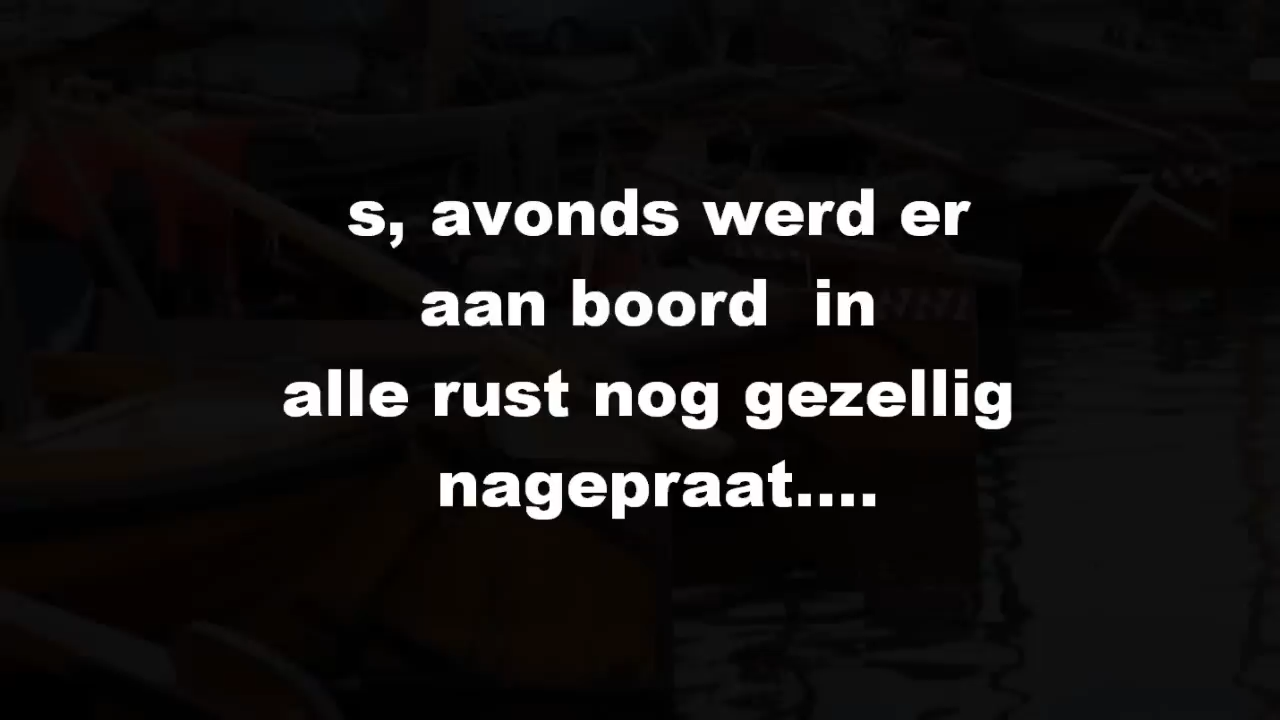 s, avonds werd er
aan boord in
alle rust nog gezellig
nagepraat....